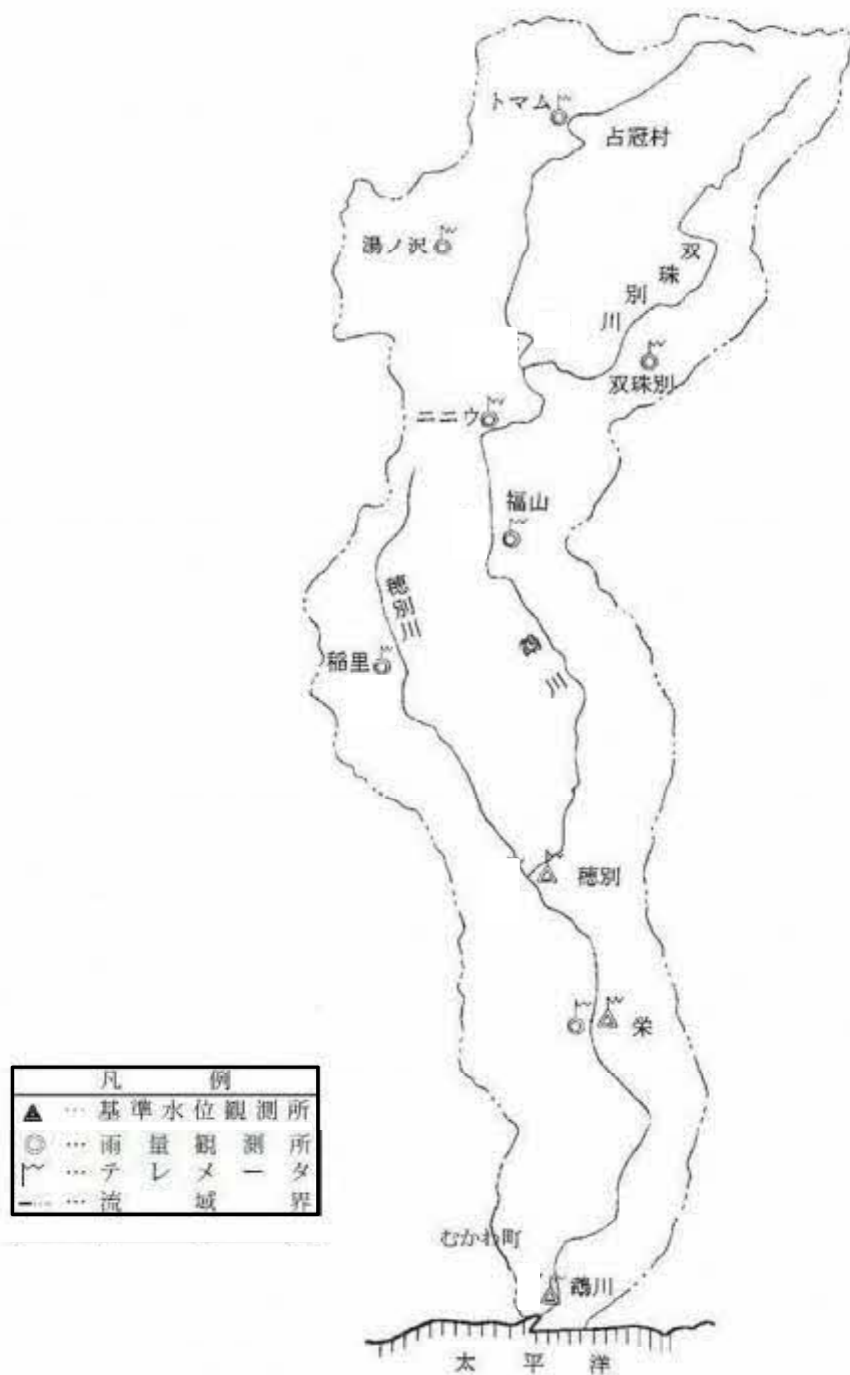 トマム
占冠村
湯ノ沢
双珠別川
双珠別
ニニウ
福山
穂別川
鵡川
稲里
穂別
栄
凡例
… 基準水位観測所
… 雨量観測所
… テレメータ
… 流域界
むかわ町
鵡川
太平洋